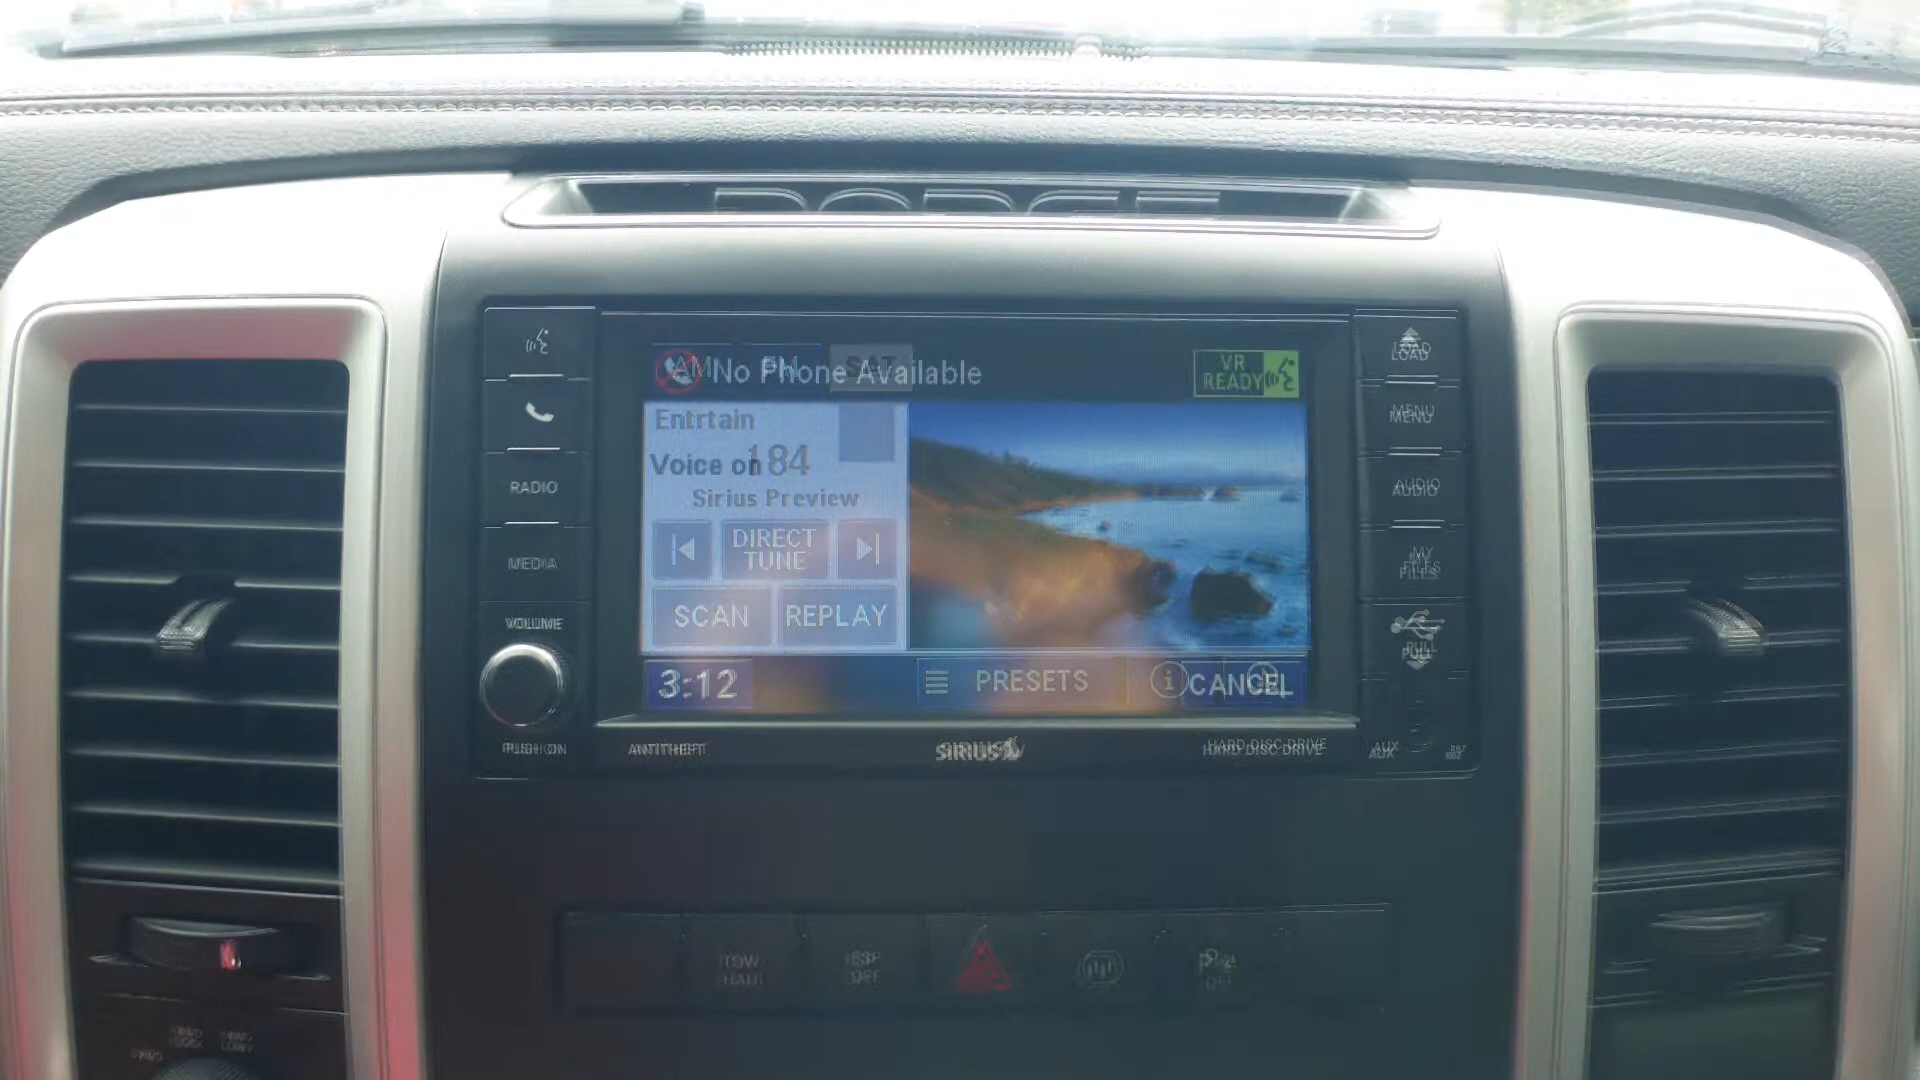 DODGE
AM FM SAT
No Phone Available
VR READY
Entrtain
Voice on
184
Sirius Preview
DIRECT TUNE
SCAN REPLAY
3:12 PRESETS CANCEL
RADIO
MEDIA
VOLUME
PUSH ON
LOAD
MENU
AUDIO
MY FILES
PULL
ANTITHEFT
SIRIUS
HARD DISC DRIVE
AUX
TOW HAUL
ESP OFF
P OFF